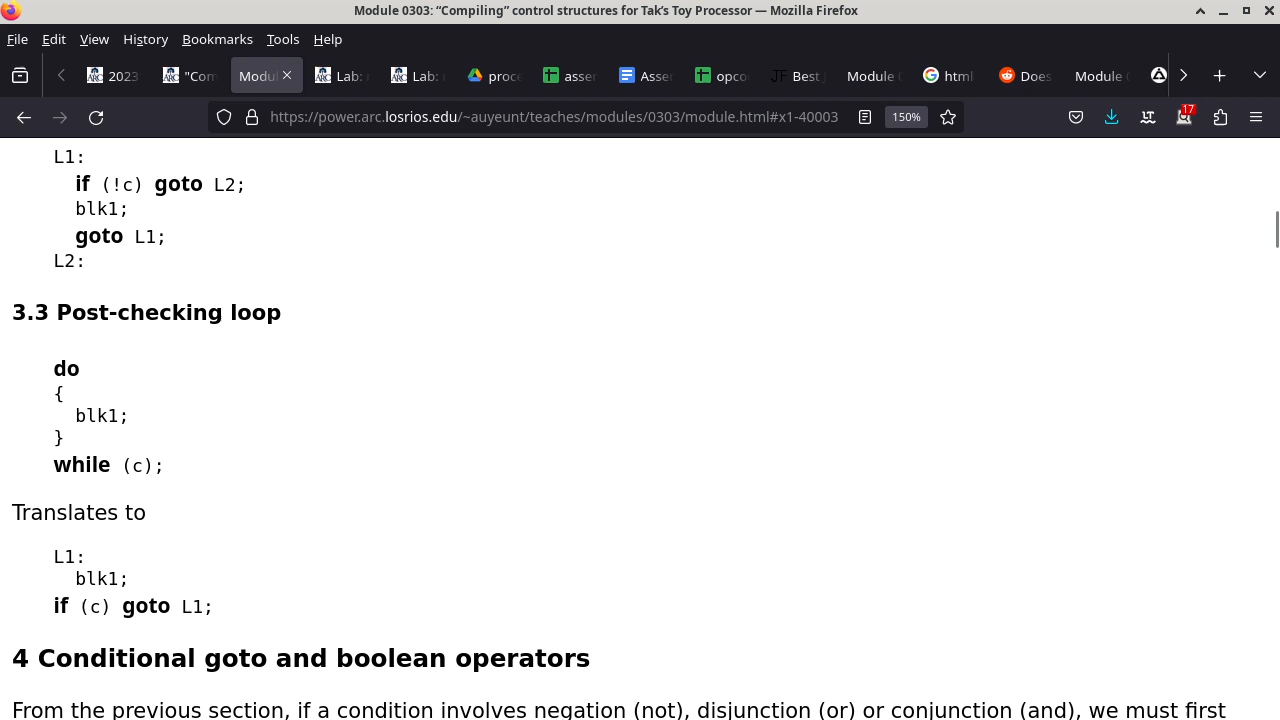 Module 0303: “Compiling” control structures for Tak’s Toy Processor — Mozilla Firefox
File Edit View History Bookmarks Tools Help
2023 "Com Modul Lab: Lab: proce asser Asser opco JF Best Module html Does Module
https://power.arc.losrios.edu/~auyeunt/teaches/modules/0303/module.html#x1-40003 150% 17
L1:
if (!c) goto L2;
blk1;
goto L1;
L2:
3.3 Post-checking loop
do
{
blk1;
}
while (c);
Translates to
L1:
blk1;
if (c) goto L1;
4 Conditional goto and boolean operators
From the previous section, if a condition involves negation (not), disjunction (or) or conjunction (and), we must first